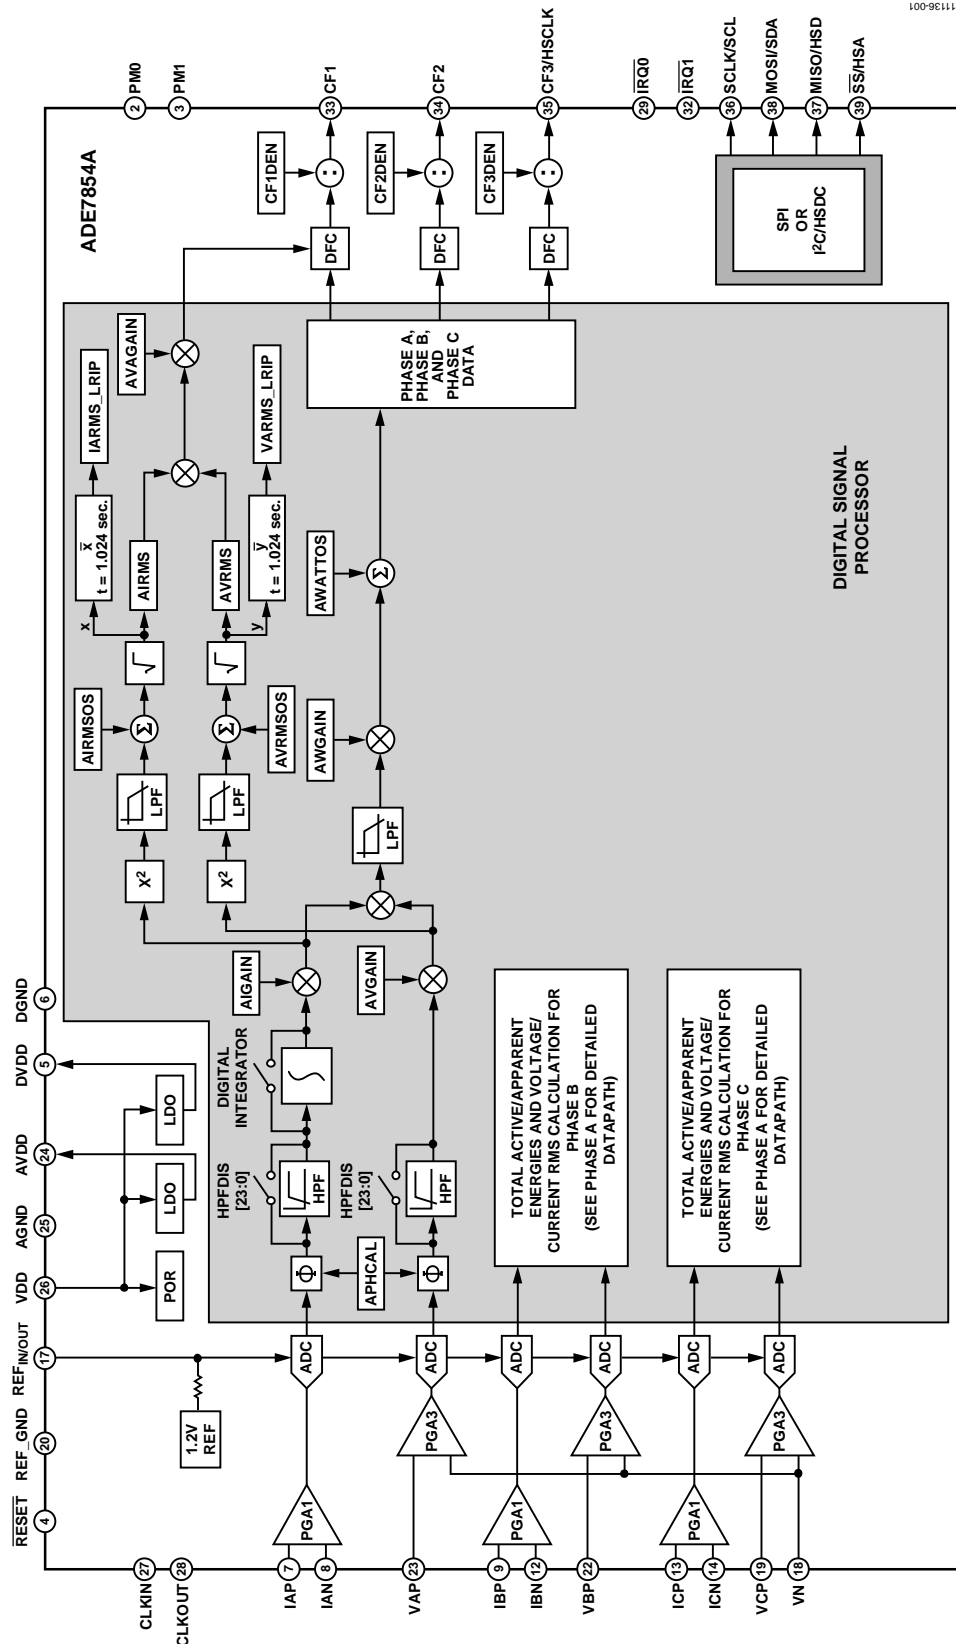 RESET
REF_GND
REFIN/OUT
VDD
AGND
AVDD
DVDD
DGND
4
20
17
26
25
24
5
6
CLKIN
27
CLKOUT
28
1.2V
REF
POR
LDO
LDO
ADE7854A
IAP
7
IAN
8
PGA1
ADC
VAP
23
PGA3
ADC
IBP
9
IBN
12
PGA1
ADC
VBP
22
PGA3
ADC
ICP
13
ICN
14
PGA1
ADC
VCP
19
VN
18
PGA3
ADC
Φ
APHCAL
Φ
HPFDIS
[23:0]
HPF
HPFDIS
[23:0]
HPF
DIGITAL
INTEGRATOR
AIGAIN
AVGAIN
X2
LPF
AIRMSOS
Σ
√
x
x
t = 1.024 sec.
IARMS_LRIP
AIRMS
X2
LPF
AVRMSOS
Σ
√
AVRMS
y
y
t = 1.024 sec.
VARMS_LRIP
AVAGAIN
LPF
AWGAIN
AWATTOS
Σ
TOTAL ACTIVE/APPARENT
ENERGIES AND VOLTAGE/
CURRENT RMS CALCULATION FOR
PHASE B
(SEE PHASE A FOR DETAILED
DATAPATH)
TOTAL ACTIVE/APPARENT
ENERGIES AND VOLTAGE/
CURRENT RMS CALCULATION FOR
PHASE C
(SEE PHASE A FOR DETAILED
DATAPATH)
DIGITAL SIGNAL
PROCESSOR
PHASE A,
PHASE B,
AND
PHASE C
DATA
DFC
CF1DEN
:
DFC
CF2DEN
:
DFC
CF3DEN
:
SPI
OR
I2C/HSDC
2
PM0
3
PM1
33
CF1
34
CF2
35
CF3/HSCLK
29
IRQ0
32
IRQ1
36
SCLK/SCL
38
MOSI/SDA
37
MISO/HSD
39
SS/HSA
11136-001